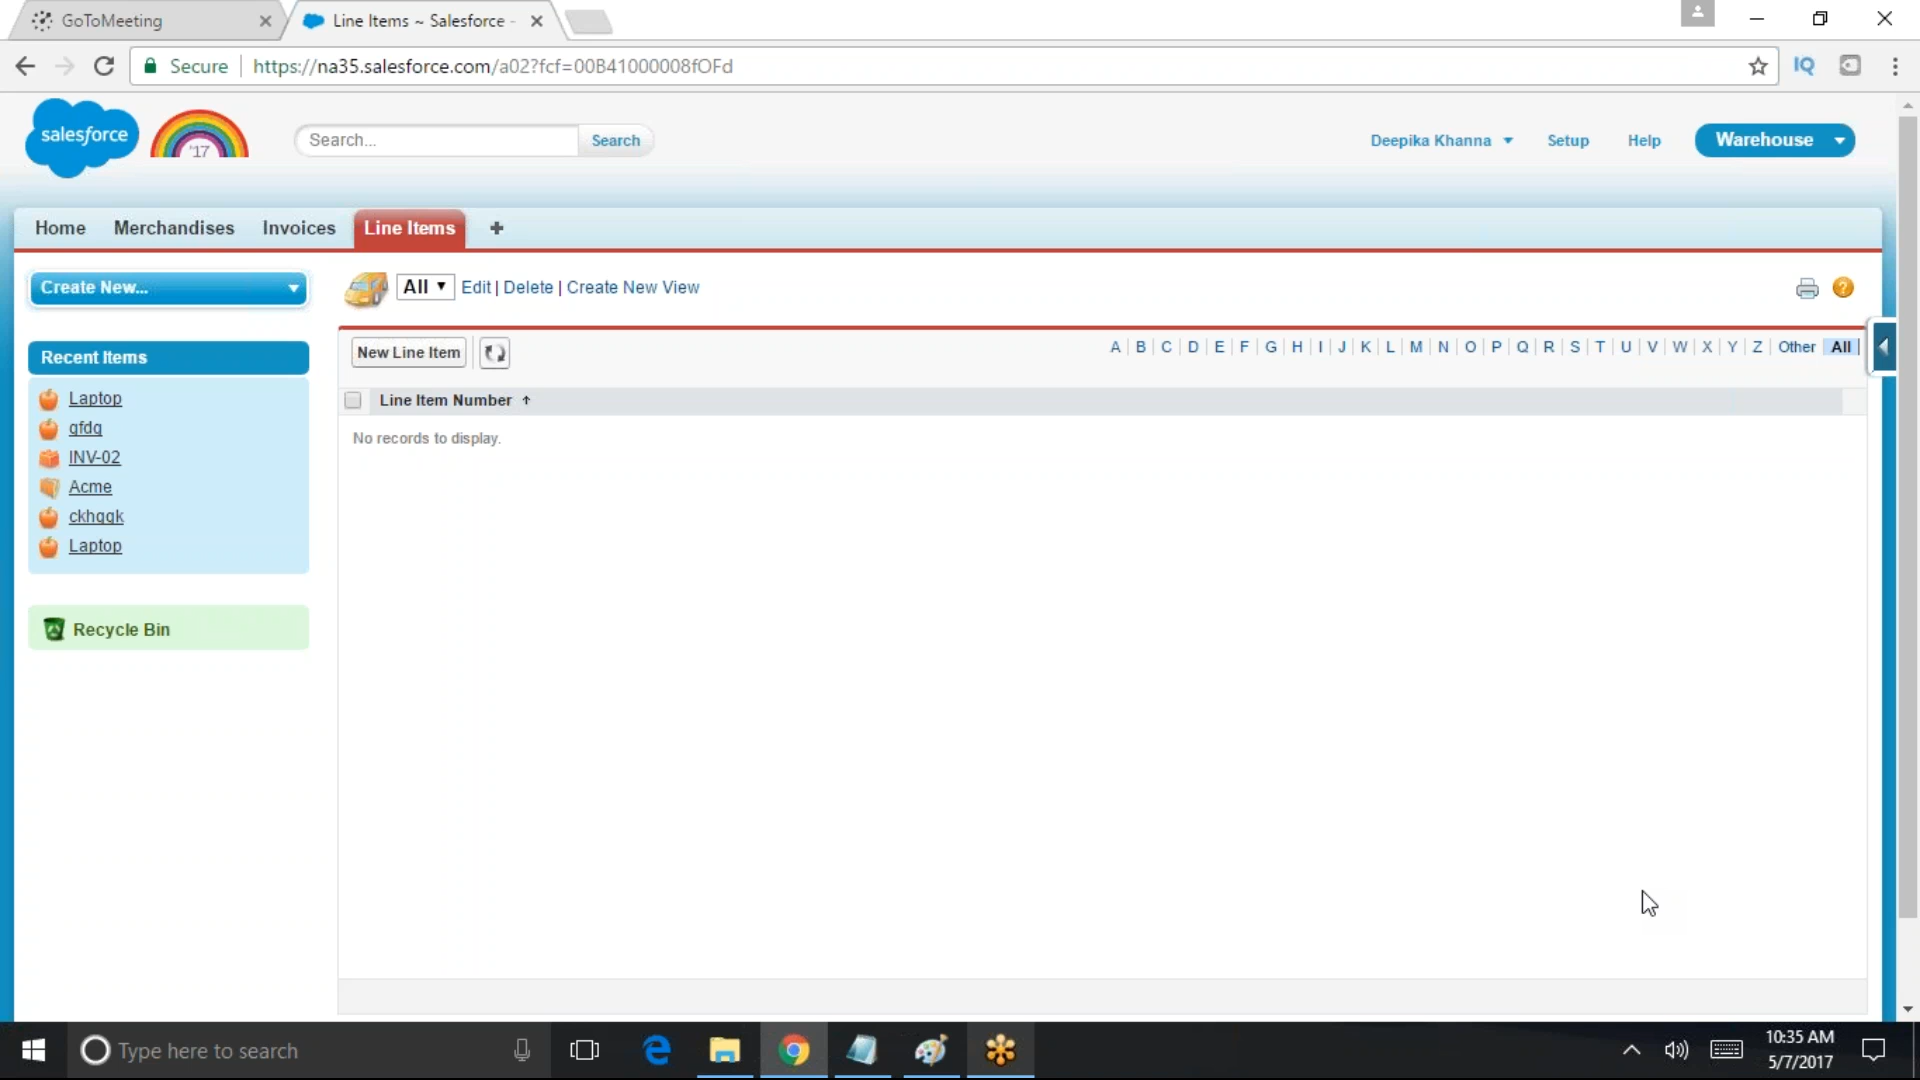 GoToMeeting
Line Items ~ Salesforce -
Secure
https://na35.salesforce.com/a02?fcf=00B41000008fOFd
IQ
salesforce
'17
Search...
Search
Deepika Khanna
Setup
Help
Warehouse
Home
Merchandises
Invoices
Line Items
Create New...
All
Edit | Delete | Create New View
Recent Items
New Line Item
A | B | C | D | E | F | G | H | I | J | K | L | M | N | O | P | Q | R | S | T | U | V | W | X | Y | Z | Other | All |
Laptop
Line Item Number
gfdg
No records to display.
INV-02
Acme
ckhggk
Laptop
Recycle Bin
Type here to search
10:35 AM
5/7/2017